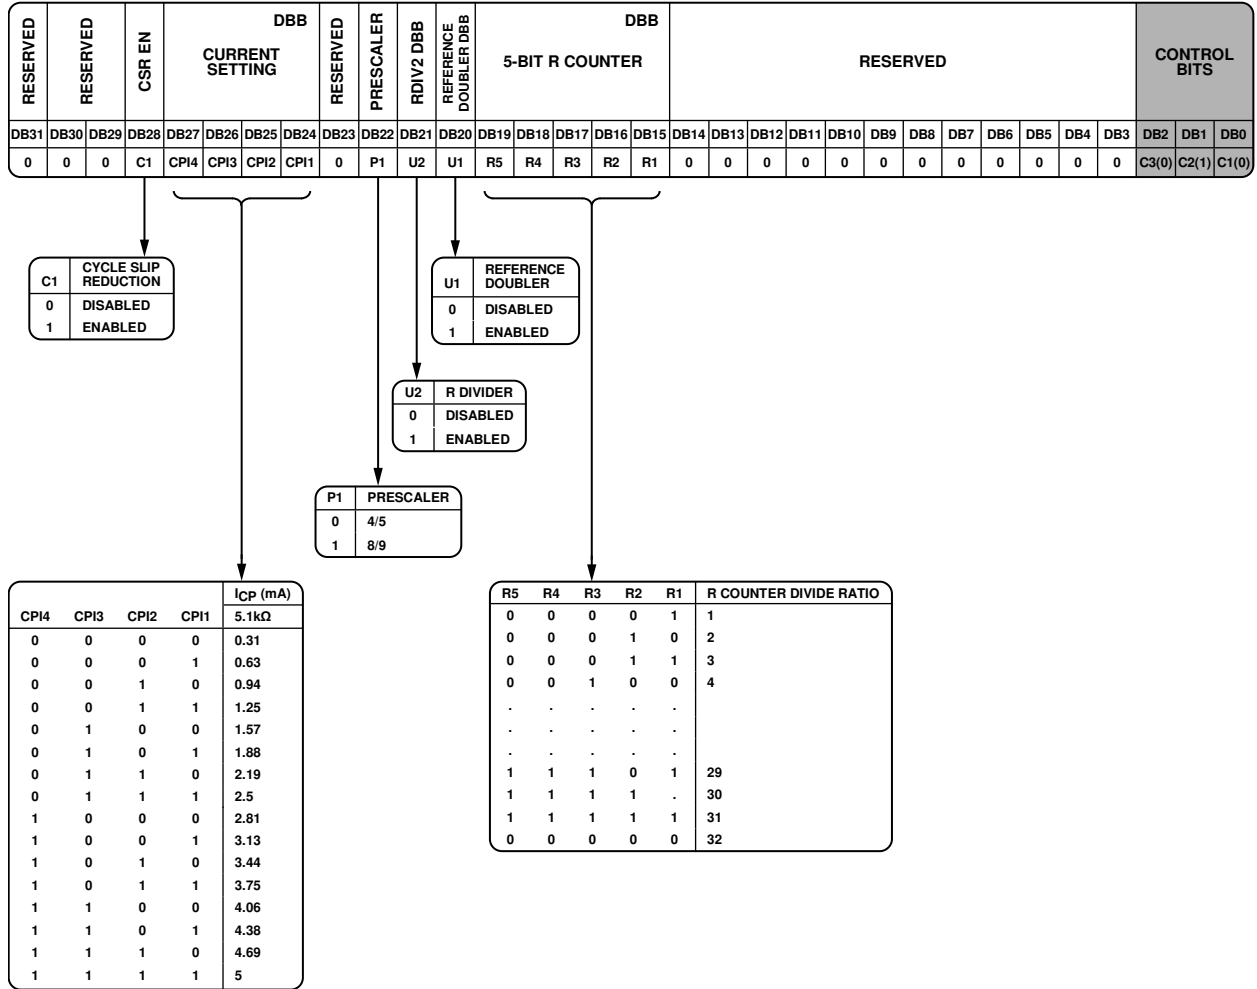 RESERVED
RESERVED
CSR EN
DBB
CURRENT
SETTING
RESERVED
PRESCALER
RDIV2 DBB
REFERENCE
DOUBLER DBB
DBB
5-BIT R COUNTER
RESERVED
CONTROL
BITS
DB31 DB30 DB29 DB28 DB27 DB26 DB25 DB24 DB23 DB22 DB21 DB20 DB19 DB18 DB17 DB16 DB15 DB14 DB13 DB12 DB11 DB10 DB9 DB8 DB7 DB6 DB5 DB4 DB3 DB2 DB1 DB0
0 0 0 C1 CPI4 CPI3 CPI2 CPI1 0 P1 U2 U1 R5 R4 R3 R2 R1 0 0 0 0 0 0 0 0 0 0 0 0 C3(0) C2(1) C1(0)
C1 CYCLE SLIP
REDUCTION
0 DISABLED
1 ENABLED
U1 REFERENCE
DOUBLER
0 DISABLED
1 ENABLED
U2 R DIVIDER
0 DISABLED
1 ENABLED
P1 PRESCALER
0 4/5
1 8/9
ICP (mA)
CPI4 CPI3 CPI2 CPI1 5.1kΩ
0 0 0 0 0.31
0 0 0 1 0.63
0 0 1 0 0.94
0 0 1 1 1.25
0 1 0 0 1.57
0 1 0 1 1.88
0 1 1 0 2.19
0 1 1 1 2.5
1 0 0 0 2.81
1 0 0 1 3.13
1 0 1 0 3.44
1 0 1 1 3.75
1 1 0 0 4.06
1 1 0 1 4.38
1 1 1 0 4.69
1 1 1 1 5
R5 R4 R3 R2 R1 R COUNTER DIVIDE RATIO
0 0 0 0 1 1
0 0 0 1 0 2
0 0 0 1 1 3
0 0 1 0 0 4
. . . . .
. . . . .
. . . . .
1 1 1 0 1 29
1 1 1 1 . 30
1 1 1 1 1 31
0 0 0 0 0 32